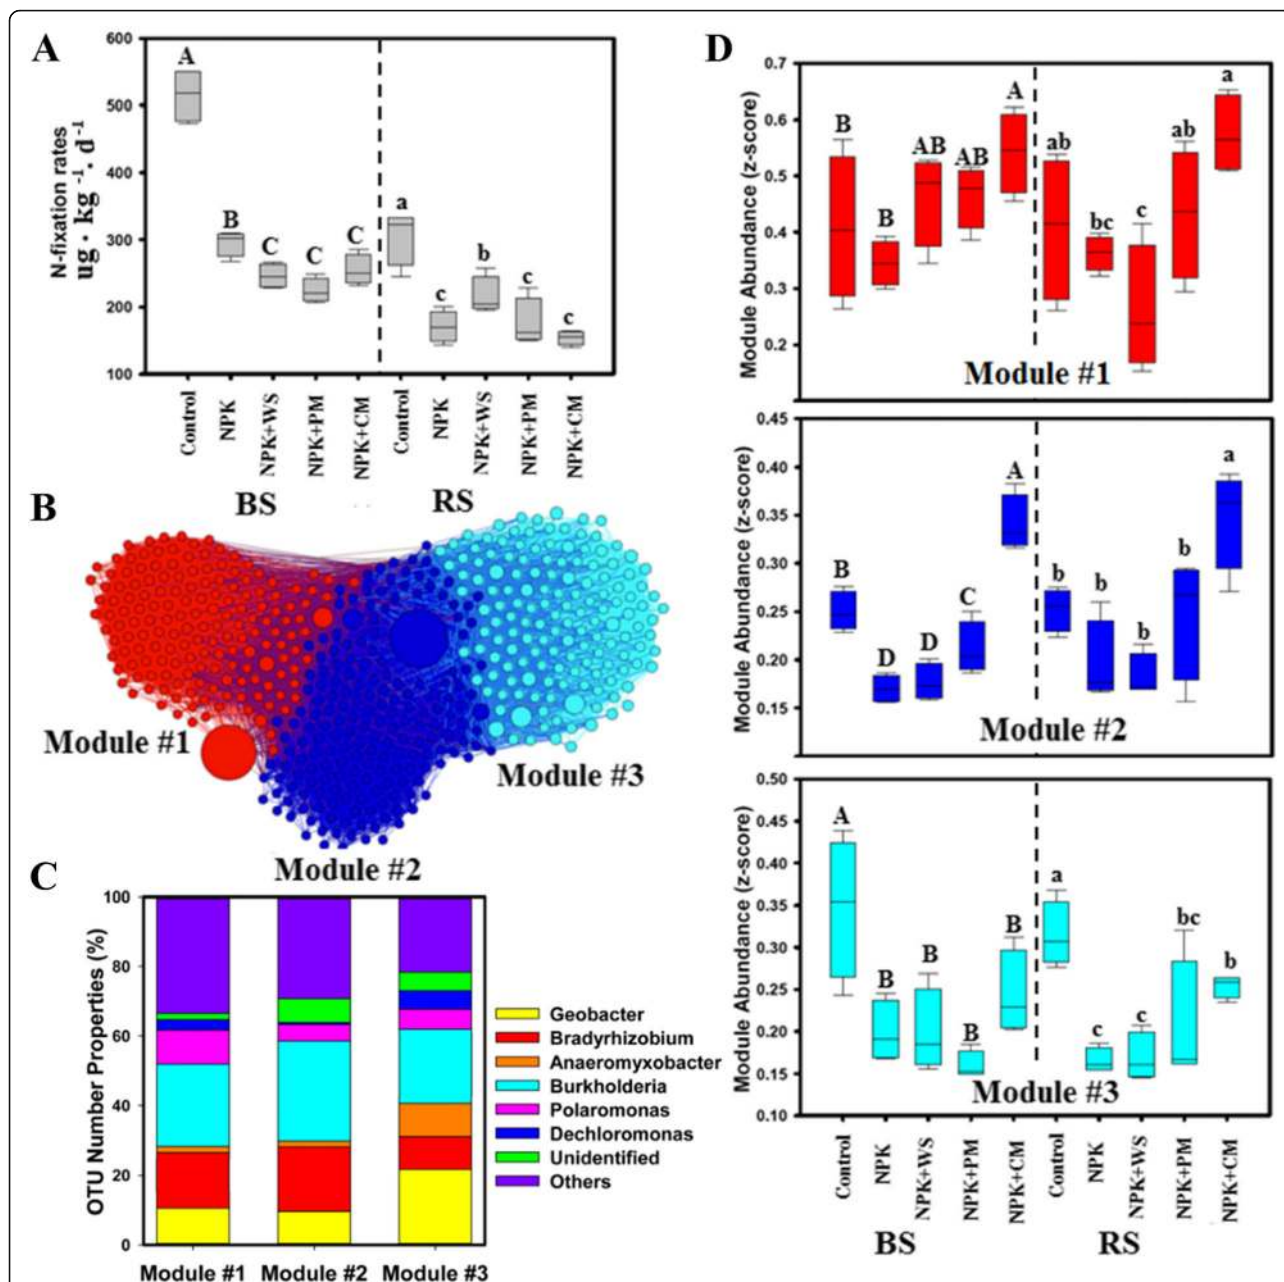 A
N-fixation rates
ug · kg -1 · d -1
600
500
400
300
200
100
A
B
C
C
C
a
c
b
c
c
Control
NPK
NPK+WS
NPK+PM
NPK+CM
Control
NPK
NPK+WS
NPK+PM
NPK+CM
BS
RS
B
Module #1
Module #2
Module #3
C
OTU Number Properties (%)
100
80
60
40
20
0
Module #1
Module #2
Module #3
Geobacter
Bradyrhizobium
Anaeromyxobacter
Burkholderia
Polaromonas
Dechloromonas
Unidentified
Others
D
Module Abundance (z-score)
0.7
0.6
0.5
0.4
0.3
0.2
B
B
AB
AB
A
ab
bc
c
ab
a
Module #1
Module Abundance (z-score)
0.45
0.40
0.35
0.30
0.25
0.20
0.15
B
D
D
C
A
b
b
b
b
a
Module #2
Module Abundance (z-score)
0.50
0.45
0.40
0.35
0.30
0.25
0.20
0.15
0.10
A
B
B
B
B
a
c
c
bc
b
Module #3
Control
NPK
NPK+WS
NPK+PM
NPK+CM
Control
NPK
NPK+WS
NPK+PM
NPK+CM
BS
RS